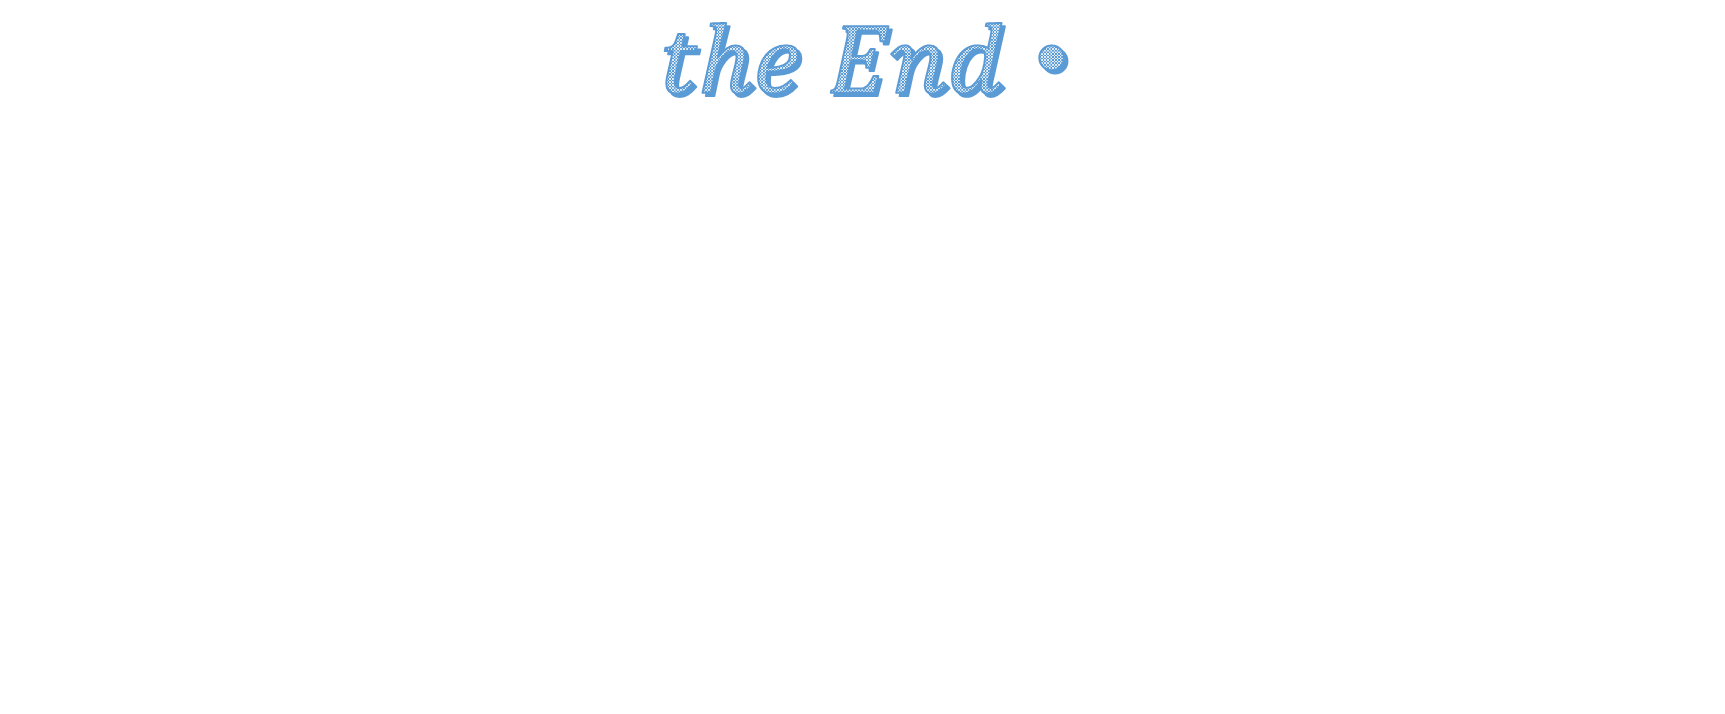 the End •